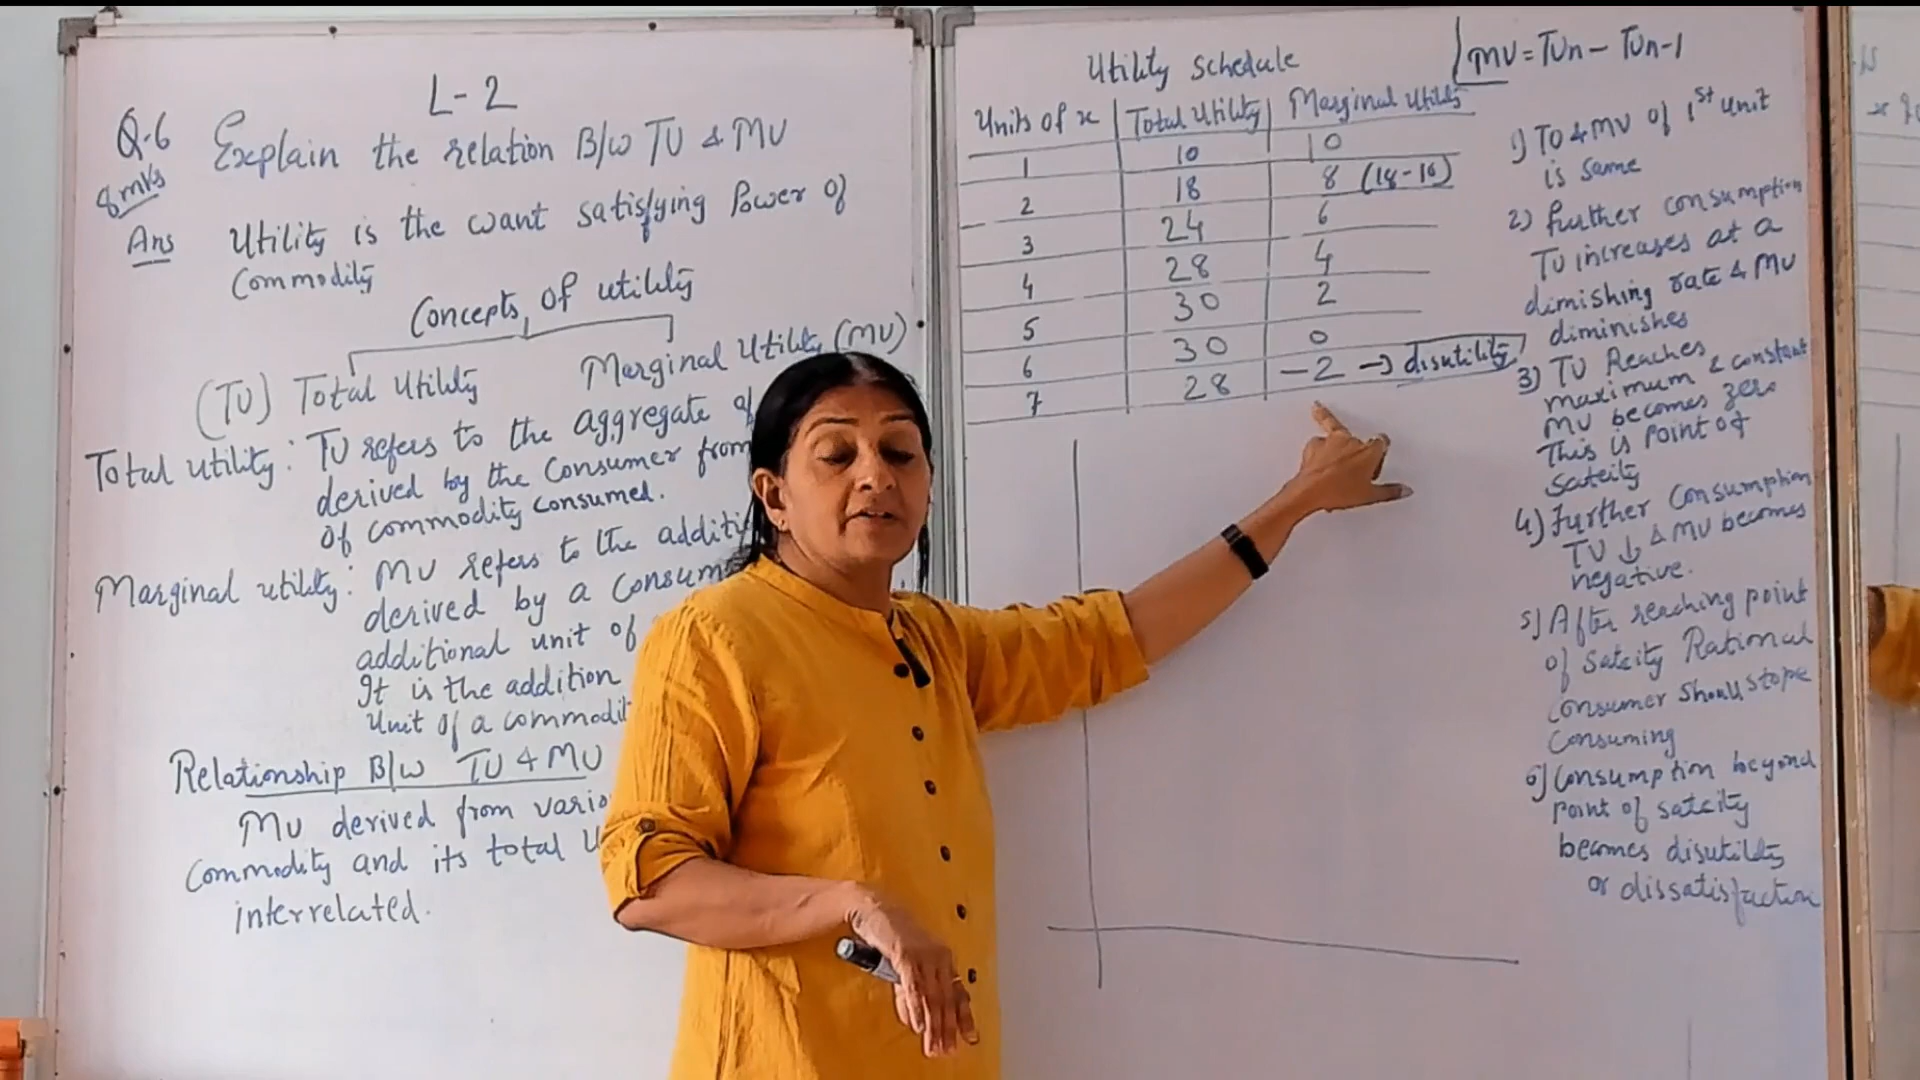 L-2
Q.6 Explain the relation B/w TU & MU
8mks
Ans Utility is the want satisfying Power of
Commodity
Concepts of utility
(TU) Total Utility Marginal Utility (MU)
Total utility : TU refers to the aggregate of
derived by the Consumer from
of commodity consumed.
Marginal utility : MU refers to the additi
derived by a Consum
additional unit of
It is the addition
Unit of a commodit
Relationship B/w TU & MU
MU derived from vario
Commodity and its total U
interrelated.
Utility Schedule
MU = TUn - TUn-1
Units of x Total Utility Marginal Utility
1 10 10
2 18 8 (18-10)
3 24 6
4 28 4
5 30 2
6 30 0
7 28 -2 → disutility
1) TU & MU of 1st unit
is same
2) further consumption
TU increases at a
dimishing rate & MU
diminishes
3) TU Reaches
maximum & constant
MU becomes zero
This is point of
sateity
4) Further Consumption
TU ↓ & MU becomes
negative.
5) After reaching point
of sateity Rational
Consumer should stope
Consuming
6) Consumption beyond
point of sateity
becomes disutility
or dissatisfaction